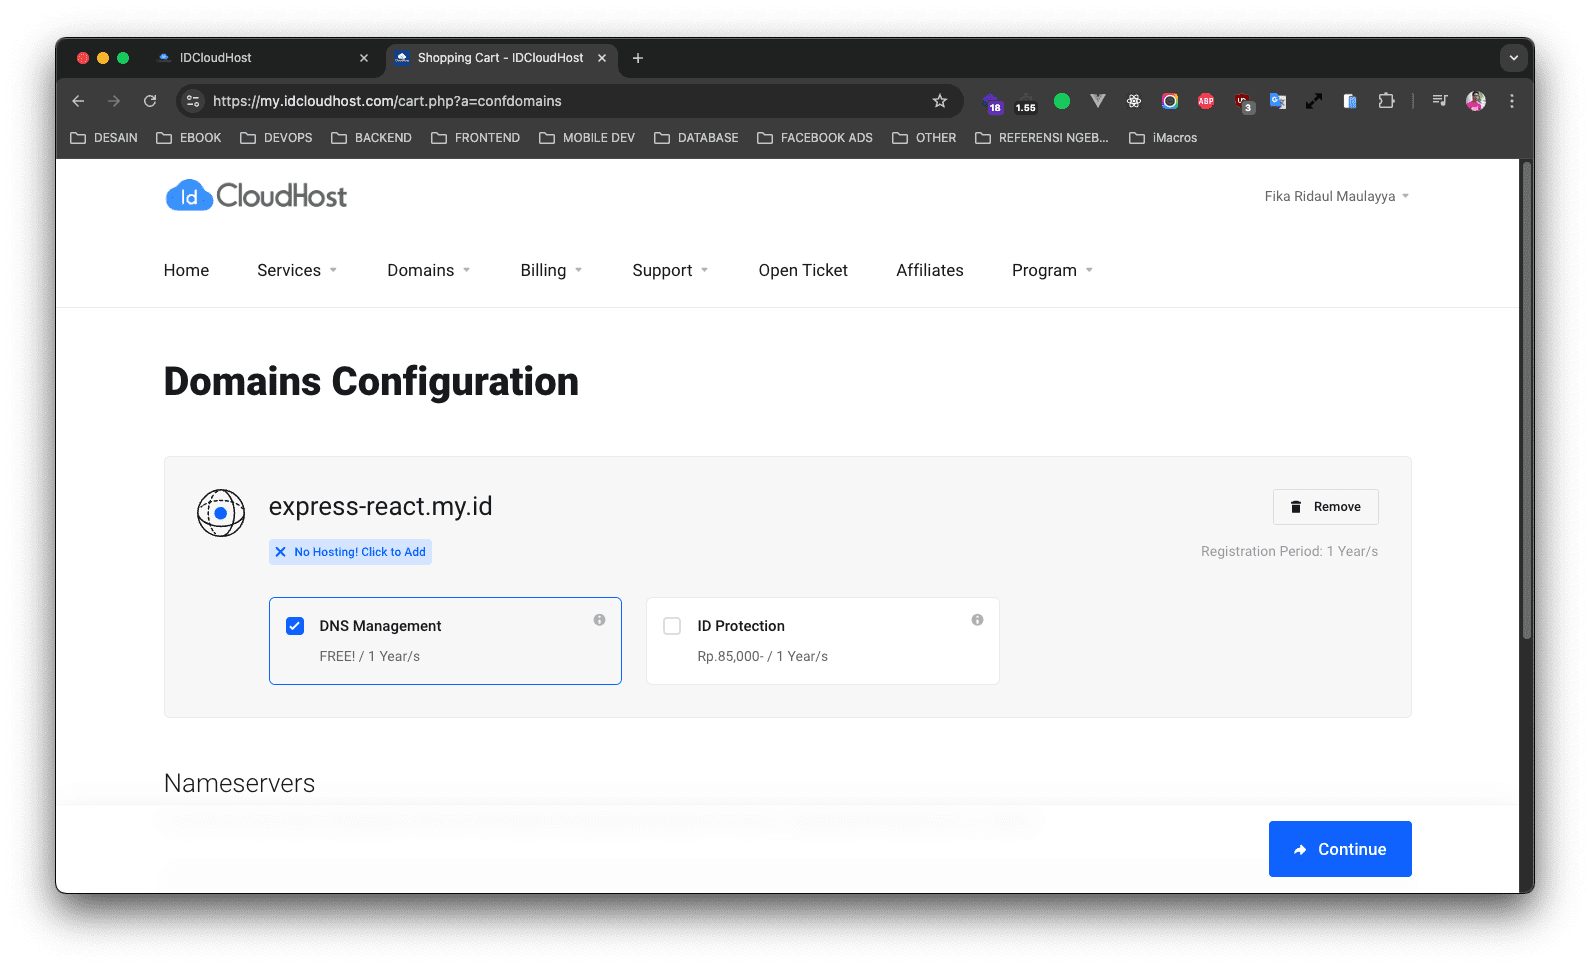 IDCloudHost
Shopping Cart - IDCloudHost
https://my.idcloudhost.com/cart.php?a=confdomains
18
1.55
ABP
3
DESAIN
EBOOK
DEVOPS
BACKEND
FRONTEND
MOBILE DEV
DATABASE
FACEBOOK ADS
OTHER
REFERENSI NGEB...
iMacros
Id CloudHost
Fika Ridaul Maulayya
Home
Services
Domains
Billing
Support
Open Ticket
Affiliates
Program
Domains Configuration
express-react.my.id
Remove
No Hosting! Click to Add
Registration Period: 1 Year/s
DNS Management
FREE! / 1 Year/s
ID Protection
Rp.85,000- / 1 Year/s
Nameservers
Continue